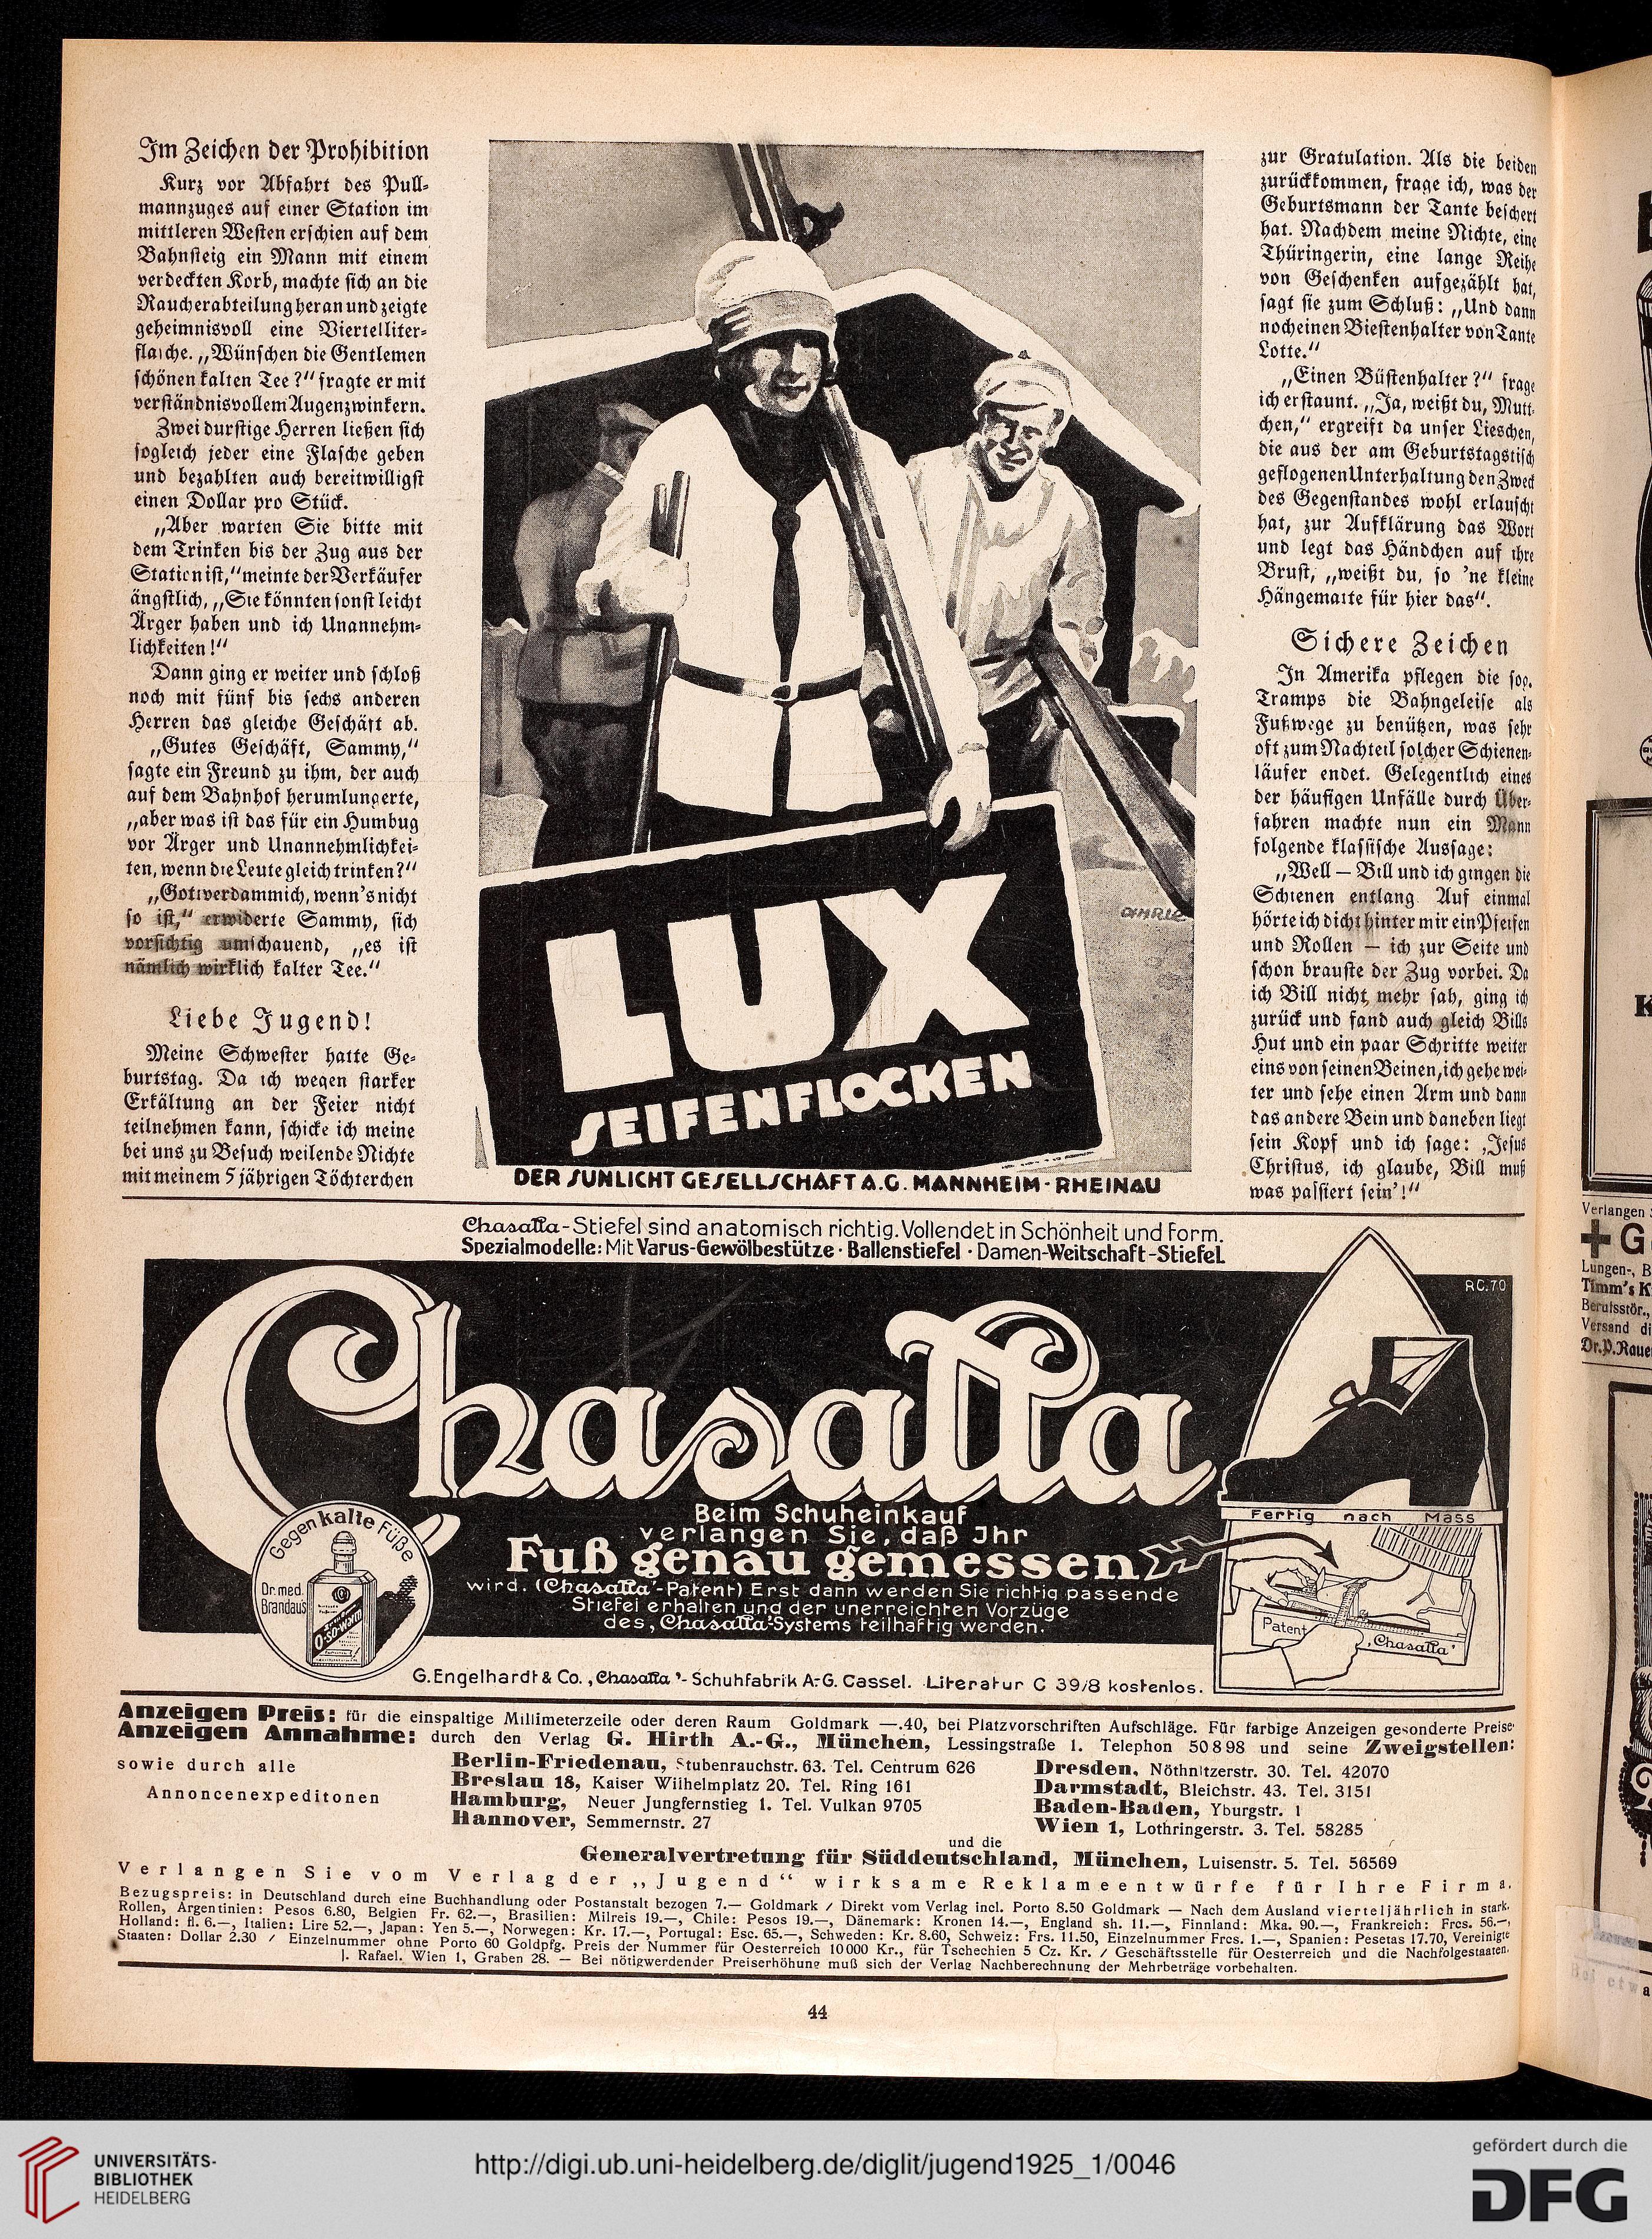 Im Zeichen der Prohibition
Kurz vor Abfahrt des Pull-
mannzuges auf einer Station im
mittleren Westen erschien auf dem
Bahnsteig ein Mann mit einem
verdeckten Korb, machte sich an die
Raucherabteilung heran und zeigte
geheimnisvoll eine Viertelliter-
flasche. „Wünschen die Gentlemen
schönen kalten Tee?" fragte er mit
verständnisvollem Augenzwinkern.
Zwei durstige Herren ließen sich
sogleich jeder eine Flasche geben
und bezahlten auch bereitwilligst
einen Dollar pro Stück.
„Aber warten Sie bitte mit
dem Trinken bis der Zug aus der
Station ist," meinte der Verkäufer
ängstlich, „Sie könnten sonst leicht
Ärger haben und ich Unannehm-
lichkeiten!"
Dann ging er weiter und schloß
noch mit fünf bis sechs anderen
Herren das gleiche Geschäft ab.
„Gutes Geschäft, Sammy,"
sagte ein Freund zu ihm, der auch
auf dem Bahnhof herumlungerte,
„aber was ist das für ein Humbug
vor Ärger und Unannehmlichkei-
ten, wenn die Leute gleich trinken?"
„Gottverdammich, wenn's nicht
so ist," erwiderte Sammy, sich
vorsichtig umschauend, „es ist
nämlich wirklich kalter Tee."
Liebe Jugend!
Meine Schwester hatte Ge-
burtstag. Da ich wegen starker
Erkältung an der Feier nicht
teilnehmen kann, schicke ich meine
bei uns zu Besuch weilende Nichte
mit meinem 5 jährigen Töchterchen
OHRLE
LUX
SEIFENFLOCKEN
DER SUNLICHT GESELLSCHAFT A.G. MANNHEIM-RHEINAU
zur Gratulation. Als die beiden
zurückkommen, frage ich, was der
Geburtsmann der Tante beschert
hat. Nachdem meine Nichte, eine
Thüringerin, eine lange Reihe
von Geschenken aufgezählt hat,
sagt sie zum Schluß: „Und dann
noch einen Biestenhalter von Tante
Lotte."
„Einen Büstenhalter?" frage
ich erstaunt. „Ja, weißt du, Mutt-
chen," ergreift da unser Lieschen,
die aus der am Geburtstagstisch
geflogenen Unterhaltung den Zweck
des Gegenstandes wohl erlauscht
hat, zur Aufklärung das Wort
und legt das Händchen auf ihre
Brust, „weißt du, so 'ne kleine
Hängematte für hier das".
Sichere Zeichen
In Amerika pflegen die sog.
Tramps die Bahngeleise als
Fußwege zu benützen, was sehr
oft zum Nachteil solcher Schienen-
läufer endet. Gelegentlich eines
der häufigen Unfälle durch Über-
fahren machte nun ein Mann
folgende klassische Aussage:
„Well — Bill und ich gingen die
Schienen entlang Auf einmal
hörte ich dicht hinter mir ein Pfeifen
und Rollen — ich zur Seite und
schon brauste der Zug vorbei. Da
ich Bill nicht mehr sah, ging ich
zurück und fand auch gleich Bills
Hut und ein paar Schritte weiter
eins von seinen Beinen, ich gehe wei-
ter und sehe einen Arm und dann
das andere Bein und daneben liegt
sein Kopf und ich sage: ‚Jesus
Christus, ich glaube, Bill muß
was passiert sein'!"
Chasalla-Stiefel sind anatomisch richtig. Vollendet in Schönheit und Form.
Spezialmodelle: Mit Varus-Gewölbestütze · Ballenstiefel · Damen-Weitschaft-Stiefel.
RC.70
Chasalla
Beim Schuheinkauf
verlangen Sie, daß Ihr
Fuß genau gemessen
wird. (Chasalla'-Patent) Erst dann werden Sie richtig passende
Stiefel erhalten und der unerreichten Vorzüge
des ‚Chasalla'-Systems teilhaftig werden.
Gegen kalte Füße
Dr. med.
Brandau's
O-so-warm
Fertig nach Mass
Patent ‚Chasalla'
G. Engelhardt & Co., ‚Chasalla'-Schuhfabrik A.-G. Cassel. Literatur C 39/8 kostenlos.
Anzeigen Preis: für die einspaltige Millimeterzeile oder deren Raum Goldmark —.40, bei Platzvorschriften Aufschläge. Für farbige Anzeigen gesonderte Preise
Anzeigen Annahme: durch den Verlag G. Hirth A.-G., München, Lessingstraße 1. Telephon 50898 und seine Zweigstellen:
sowie durch alle
Annoncenexpeditonen
Berlin-Friedenau, Stubenrauchstr. 63. Tel. Centrum 626
Breslau 18, Kaiser Wilhelmplatz 20. Tel. Ring 161
Hamburg, Neuer Jungfernstieg 1. Tel. Vulkan 9705
Hannover, Semmernstr. 27
Dresden, Nöthnitzerstr. 30. Tel. 42070
Darmstadt, Bleichstr. 43. Tel. 3151
Baden-Baden, Yburgstr. 1
Wien 1, Lothringerstr. 3. Tel. 58285
und die
Generalvertretung für Süddeutschland, München, Luisenstr. 5. Tel. 56569
Verlangen Sie vom Verlag der „Jugend" wirksame Reklameentwürfe für Ihre Firma.
Bezugspreis: in Deutschland durch eine Buchhandlung oder Postanstalt bezogen 7.— Goldmark / Direkt vom Verlag incl. Porto 8.50 Goldmark — Nach dem Ausland vierteljährlich in stark.
Rollen, Argentinien: Pesos 6.80, Belgien Fr. 62.—, Brasilien: Milreis 19.—, Chile: Pesos 19.—, Dänemark: Kronen 14.—, England sh. 11.—, Finnland: Mka. 90.—, Frankreich: Frcs. 56.—,
Holland: fl. 6.—, Italien: Lire 52.—, Japan: Yen 5.—, Norwegen: Kr. 17.—, Portugal: Esc. 65.—, Schweden: Kr. 8.60, Schweiz: Frs. 11.50, Einzelnummer Frcs. 1.—, Spanien: Pesetas 17.70, Vereinigte
Staaten: Dollar 2.30 / Einzelnummer ohne Porto 60 Goldpfg. Preis der Nummer für Oesterreich 10000 Kr., für Tschechien 5 Cz. Kr. / Geschäftsstelle für Oesterreich und die Nachfolgestaaten.
J. Rafael. Wien 1, Graben 28. — Bei nötigwerdender Preiserhöhung muß sich der Verlag Nachberechnung der Mehrbeträge vorbehalten.
44
Verlangen
+G
Lungen-, B
Timm's K
Berufsstör.,
Versand di
Dr. P. Raue
Bei etwa
UNIVERSITÄTS-
BIBLIOTHEK
HEIDELBERG
http://digi.ub.uni-heidelberg.de/diglit/jugend1925_1/0046
gefördert durch die
DFG